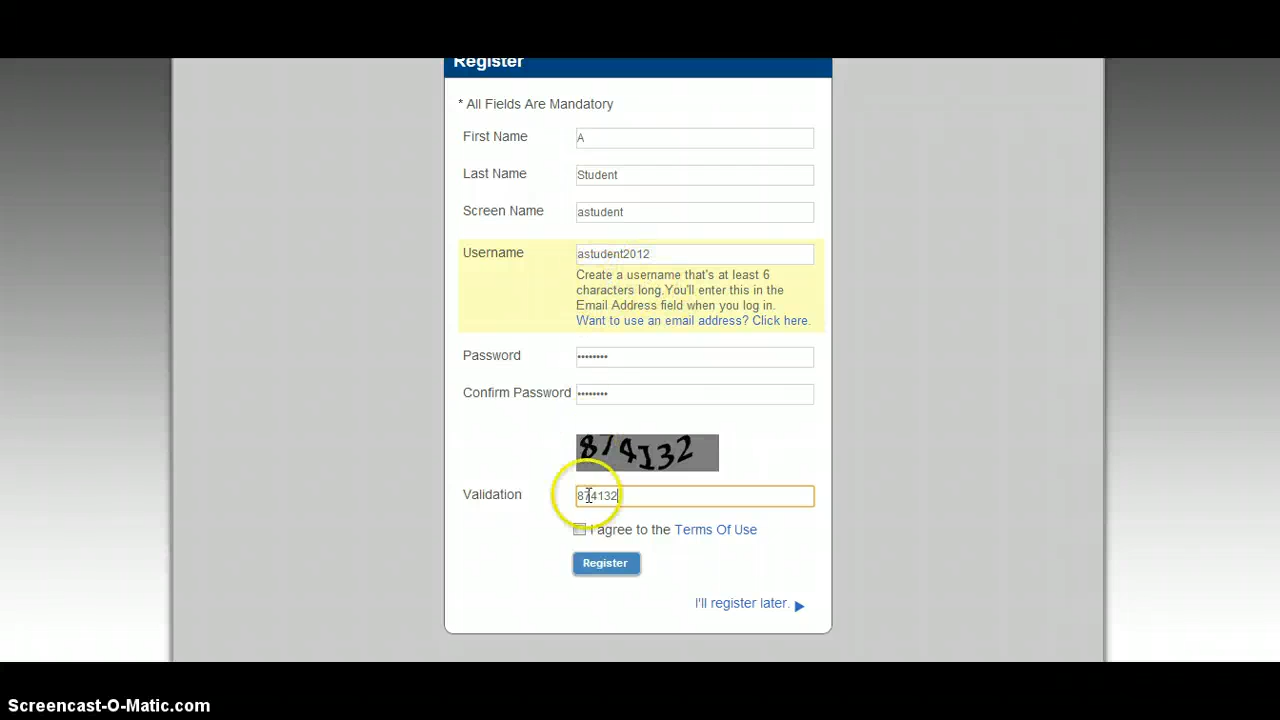 Register
* All Fields Are Mandatory
First Name A
Last Name Student
Screen Name astudent
Username astudent2012
Create a username that's at least 6
characters long.You'll enter this in the
Email Address field when you log in.
Want to use an email address? Click here.
Password ••••••••
Confirm Password ••••••••
874132
Validation 874132
I agree to the Terms Of Use
Register
I'll register later.
Screencast-O-Matic.com